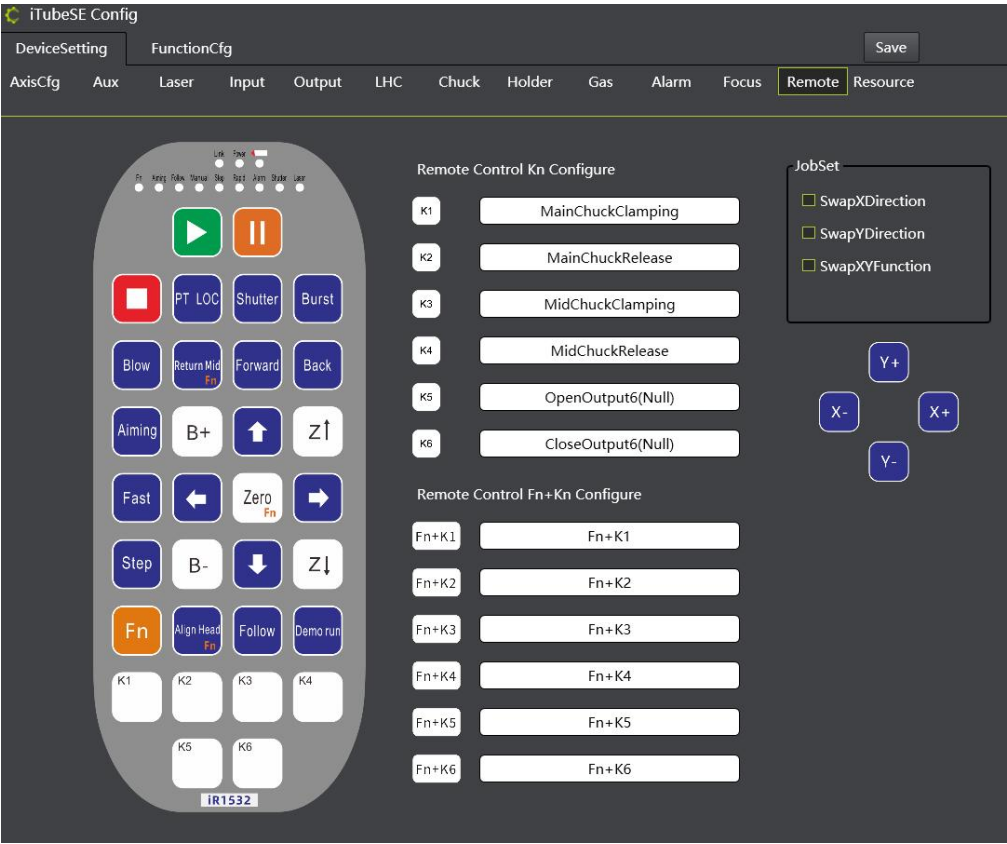 iTubeSE Config
DeviceSetting FunctionCfg Save
AxisCfg Aux Laser Input Output LHC Chuck Holder Gas Alarm Focus Remote Resource
Link Power
Fn Aiming Follow Manual Step Rapid Alarm Shutter Laser
PT LOC Shutter Burst
Blow Return Mid Fn Forward Back
Aiming B+ Z↑
Fast Zero Fn
Step B- Z↓
Fn Align Head Fn Follow Demo run
K1 K2 K3 K4
K5 K6
iR1532
Remote Control Kn Configure
K1 MainChuckClamping
K2 MainChuckRelease
K3 MidChuckClamping
K4 MidChuckRelease
K5 OpenOutput6(Null)
K6 CloseOutput6(Null)
Remote Control Fn+Kn Configure
Fn+K1 Fn+K1
Fn+K2 Fn+K2
Fn+K3 Fn+K3
Fn+K4 Fn+K4
Fn+K5 Fn+K5
Fn+K6 Fn+K6
JobSet
SwapXDirection
SwapYDirection
SwapXYFunction
Y+
X- X+
Y-